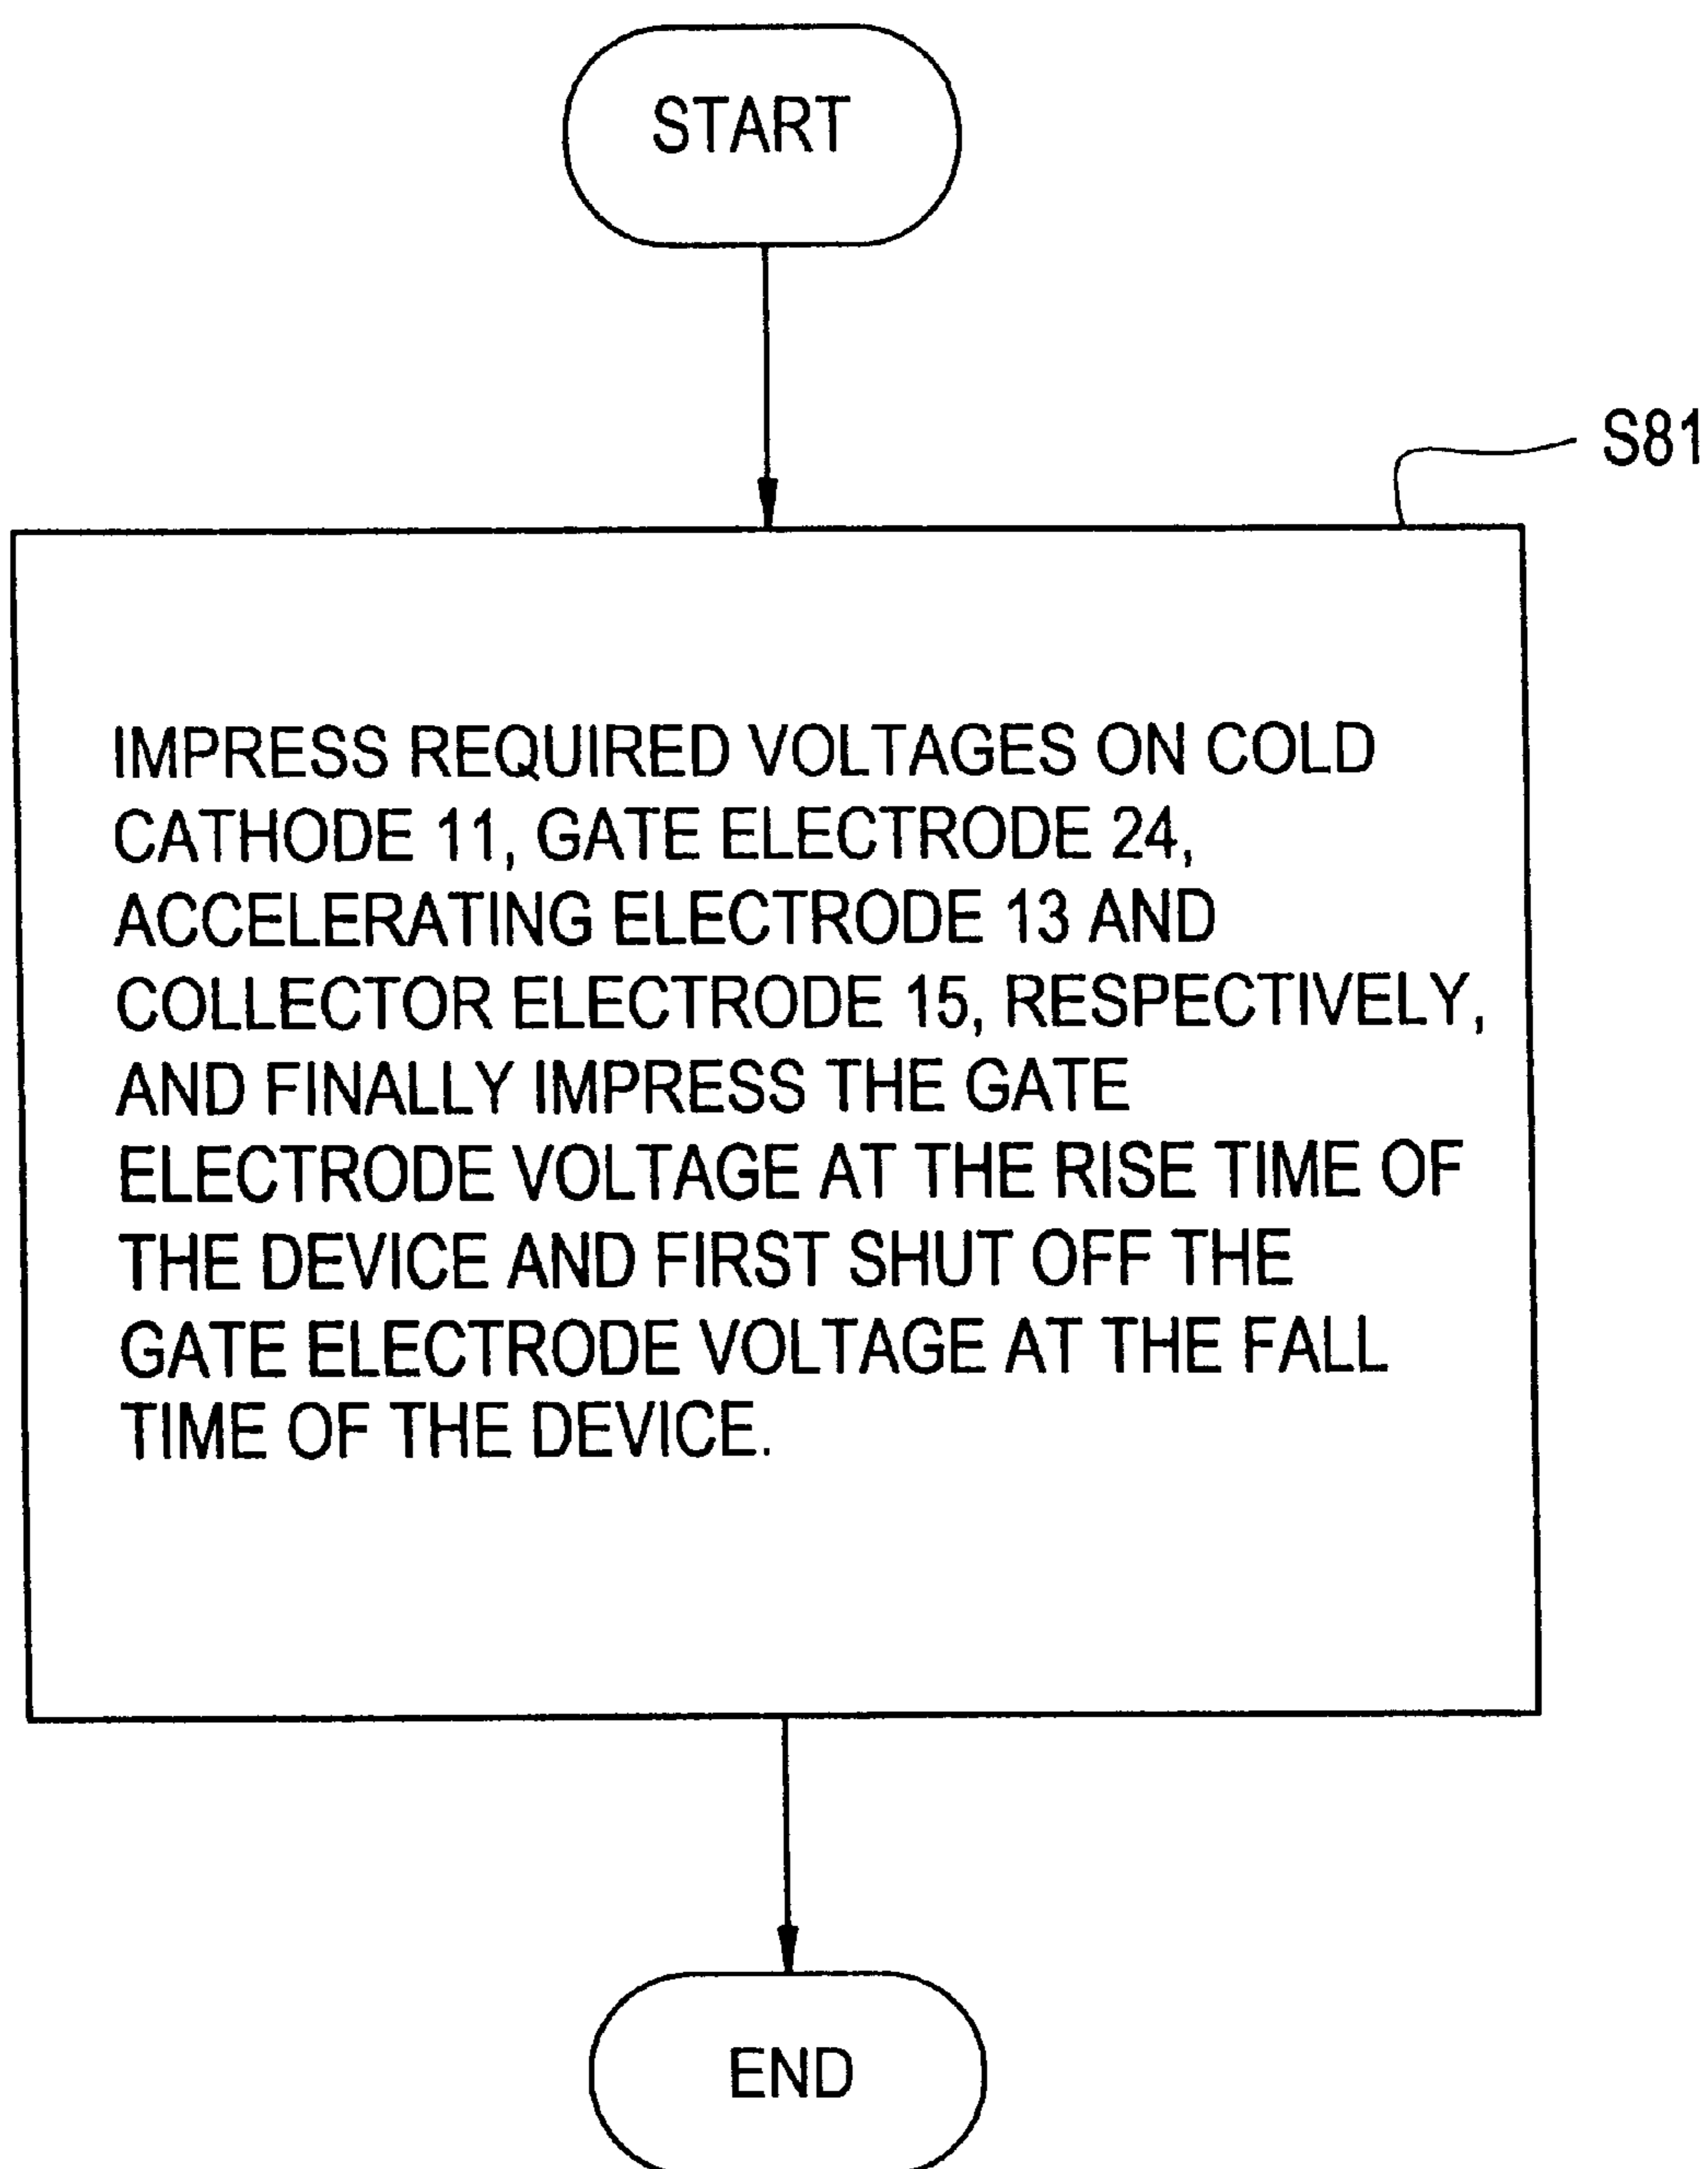 START
S81
IMPRESS REQUIRED VOLTAGES ON COLD
CATHODE 11, GATE ELECTRODE 24,
ACCELERATING ELECTRODE 13 AND
COLLECTOR ELECTRODE 15, RESPECTIVELY,
AND FINALLY IMPRESS THE GATE
ELECTRODE VOLTAGE AT THE RISE TIME OF
THE DEVICE AND FIRST SHUT OFF THE
GATE ELECTRODE VOLTAGE AT THE FALL
TIME OF THE DEVICE.
END